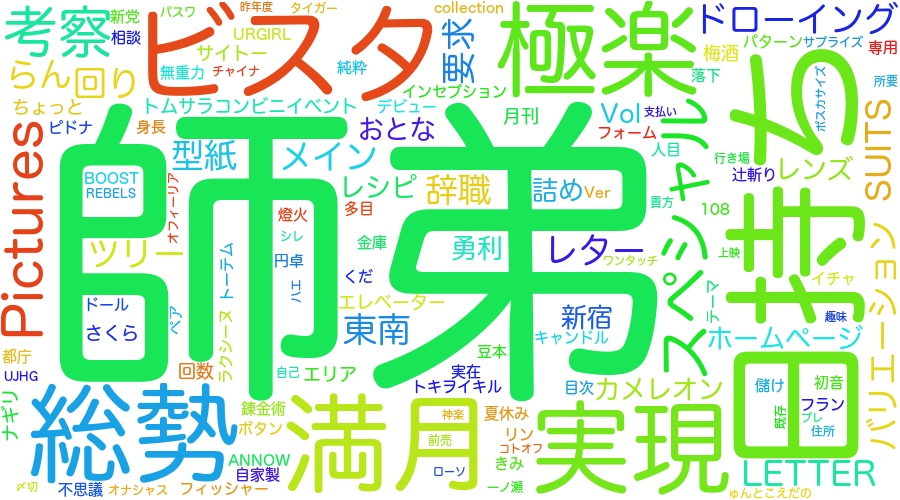 パスワ
昨年度
タイガー
collection
考察
新党
相談
ビスタ
URGIRL
サイトー
無重力
チャイナ
純粋
要求
極楽
ドローイング
梅酒
パターン
サプライズ
専用
らん
回り
ちょっと
トムサラコンビニイベント
デビュー
インセプション
落下
ポスカサイズ
所要
ピドナ
身長
おとな
月刊
Vol
支払い
フォーム
人目
行き場
辻斬り
レンズ
持ち
SUITS
Pictures
BOOST
REBELS
型紙
メイン
レシピ
辞職
詰め
Ver
スペシャル
貴方
108
オフィーリア
師弟
燈火
多目
シレ
金庫
勇利
レター
ワンタッチ
上映
ツリー
円卓
エハ
くだ
イチャ
バリエーション
トーテム
エレベーター
テーマ
趣味
ドール
さくら
ペア
ラクシーヌ
東南
新宿
キャンドル
ホームページ
都庁
UJHG
回数
自己
エリア
豆本
実在
トキヲイキル
目次
カメレオン
田
儲け
初音
ナギリ
総勢
錬金術
ボタン
満月
神楽
前売
夏休み
リン
コトオフ
きみ
実現
既存
フラン
プレ
住所
ANNOW
自家製
ローソ
LETTER
〆切
不思議
オナシャス
フィッシャー
一ノ瀬
ゅんとこえだの